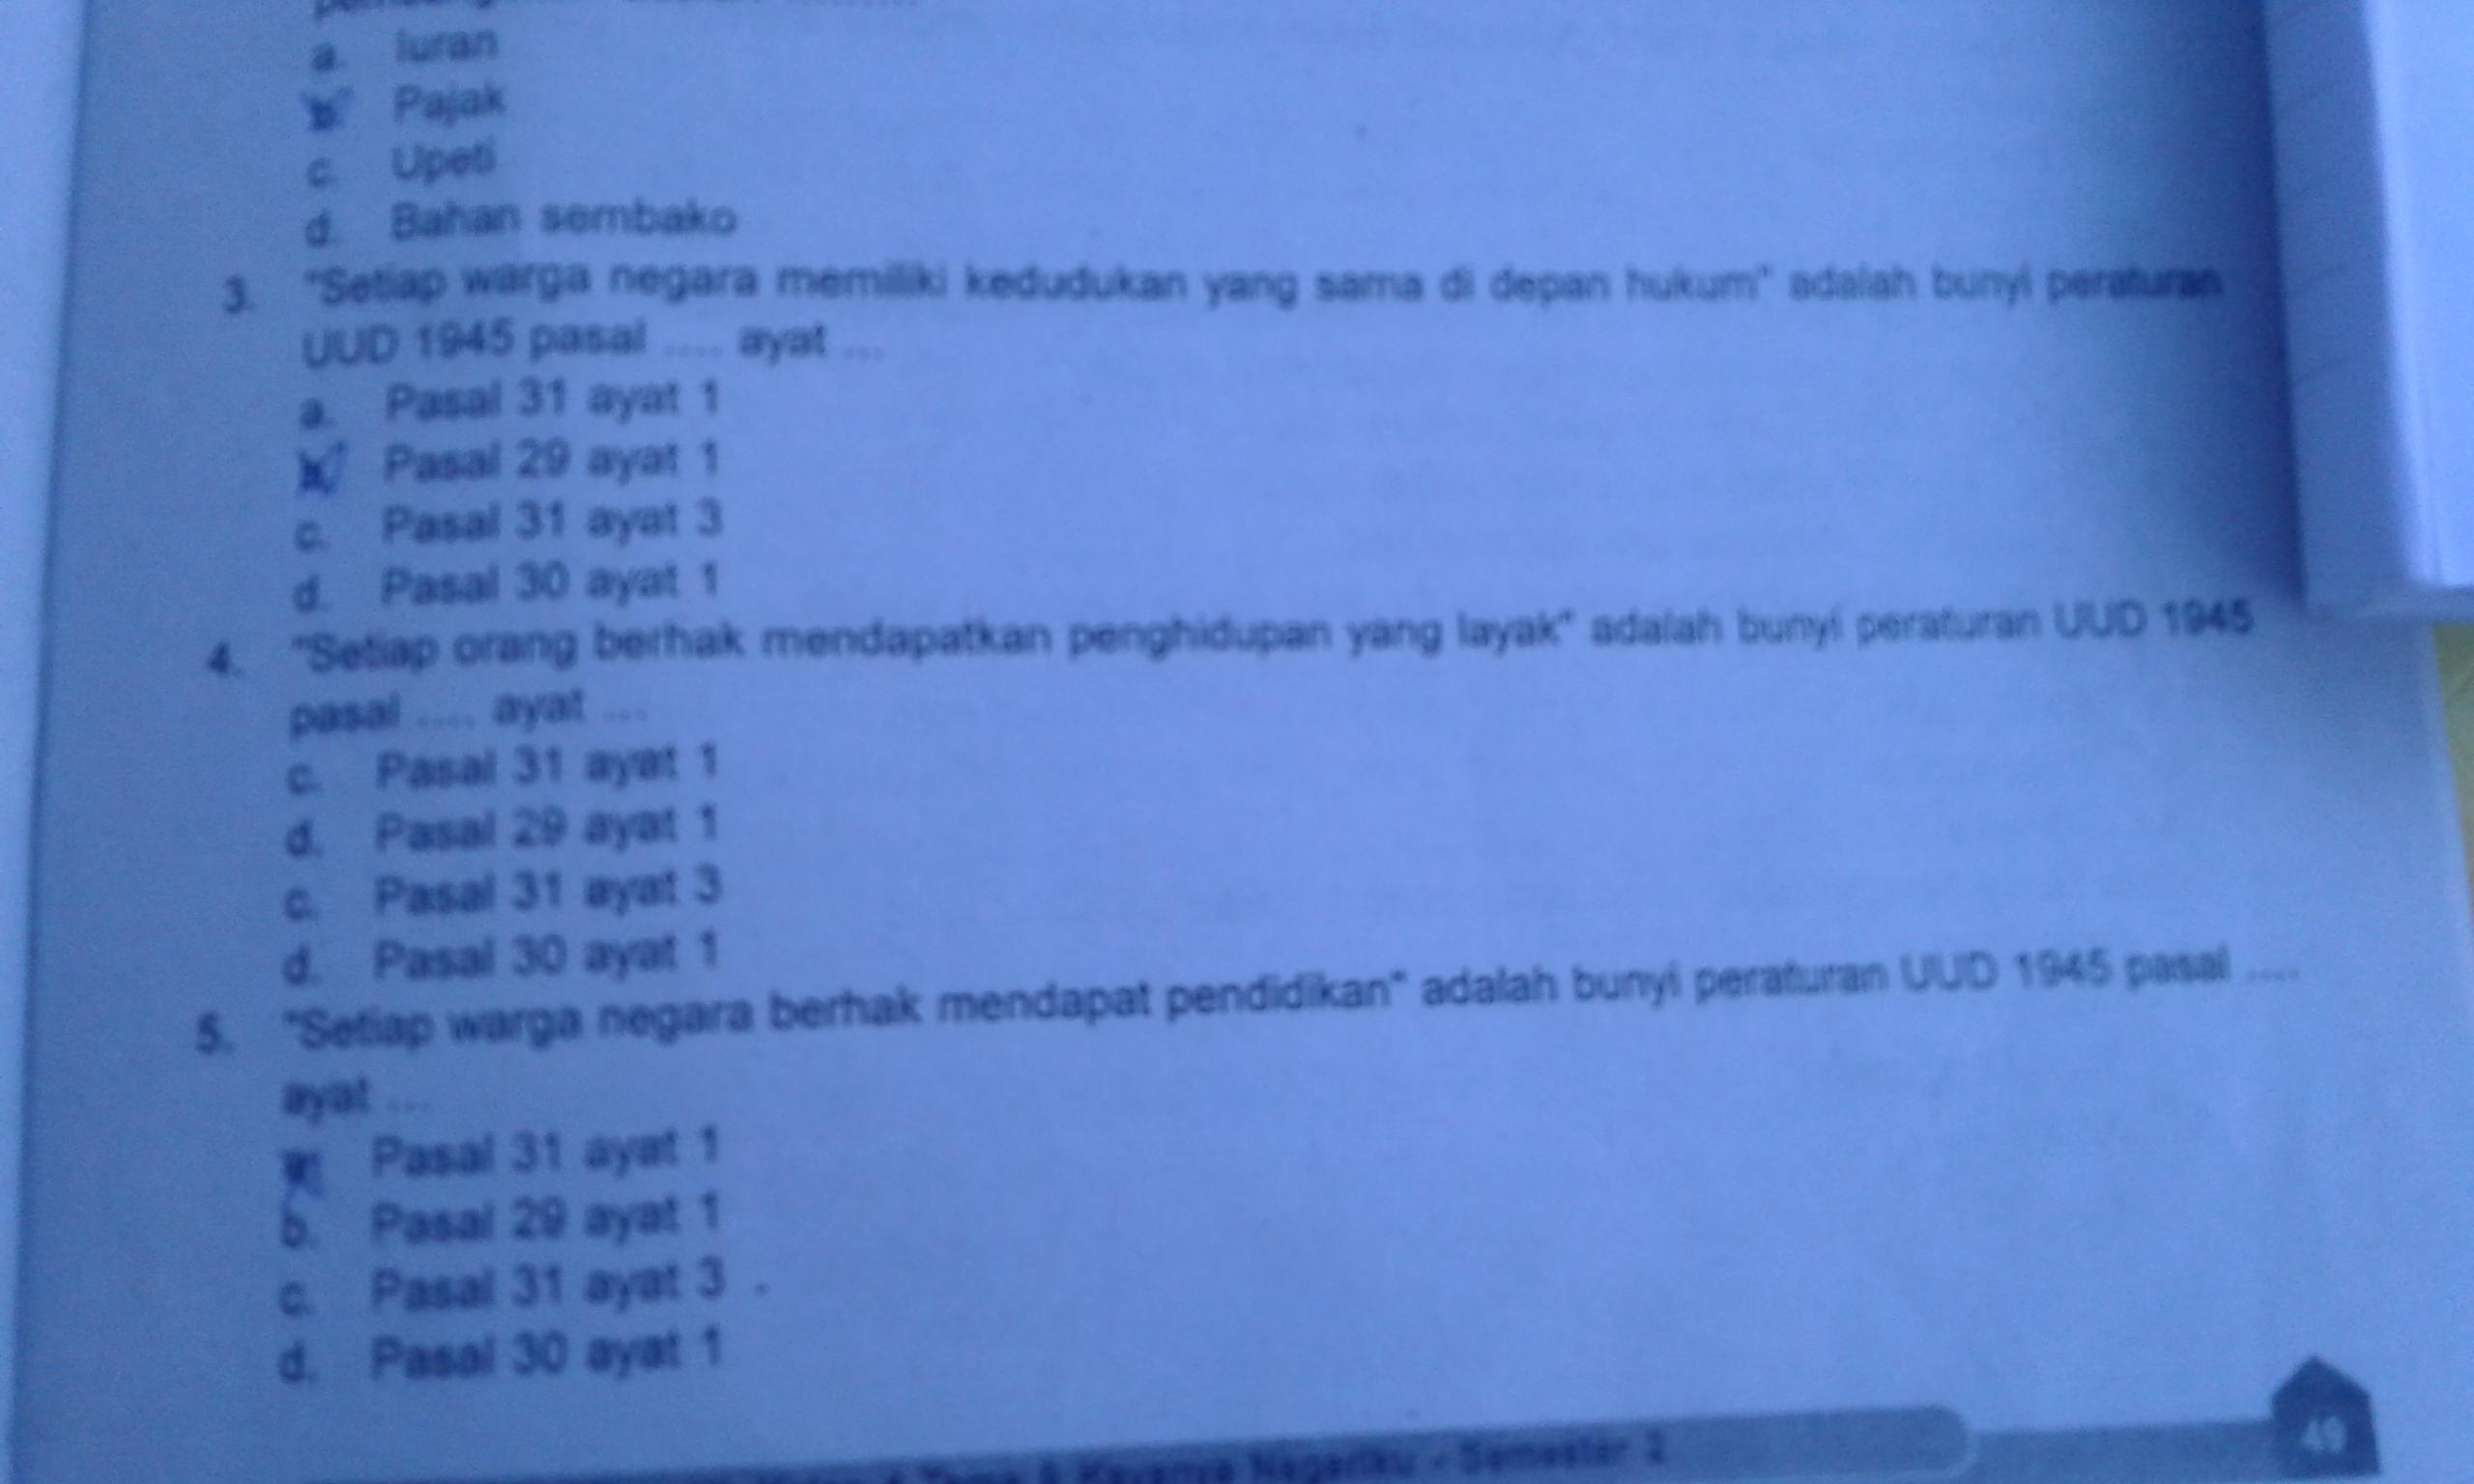 a. Iuran
b. Pajak
c. Upeti
d. Bahan sembako
3. "Setiap warga negara memiliki kedudukan yang sama di depan hukum" adalah bunyi peraturan
UUD 1945 pasal .... ayat ...
a. Pasal 31 ayat 1
b. Pasal 29 ayat 1
c. Pasal 31 ayat 3
d. Pasal 30 ayat 1
4. "Setiap orang berhak mendapatkan penghidupan yang layak" adalah bunyi peraturan UUD 1945
pasal .... ayat ...
c. Pasal 31 ayat 1
d. Pasal 29 ayat 1
c. Pasal 31 ayat 3
d. Pasal 30 ayat 1
5. "Setiap warga negara berhak mendapat pendidikan" adalah bunyi peraturan UUD 1945 pasal ....
ayat ...
a. Pasal 31 ayat 1
b. Pasal 29 ayat 1
c. Pasal 31 ayat 3
d. Pasal 30 ayat 1
Negeriku - Semester 2
49